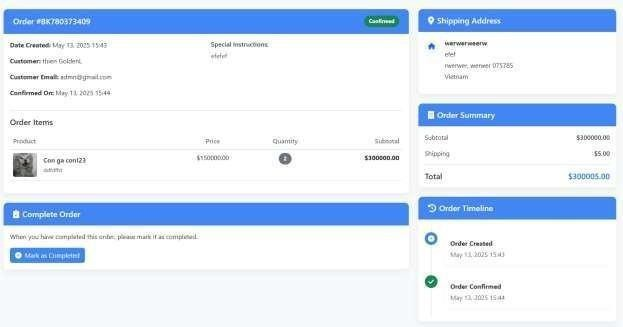 Order #BK780373409
Confirmed
Date Created: May 13, 2025 15:43
Customer: thien GoldenL
Customer Email: admn@gmail.com
Confirmed On: May 13, 2025 15:44
Special Instructions:
efefef
Order Items
Product Price Quantity Subtotal
Con ga con123 $150000.00 2 $300000.00
Complete Order
When you have completed this order, please mark it as completed.
Mark as Completed
Shipping Address
werwerweerw
efef
rwerwer, werwer 075785
Vietnam
Order Summary
Subtotal $300000.00
Shipping $5.00
Total $300005.00
Order Timeline
Order Created
May 13, 2025 15:43
Order Confirmed
May 13, 2025 15:44